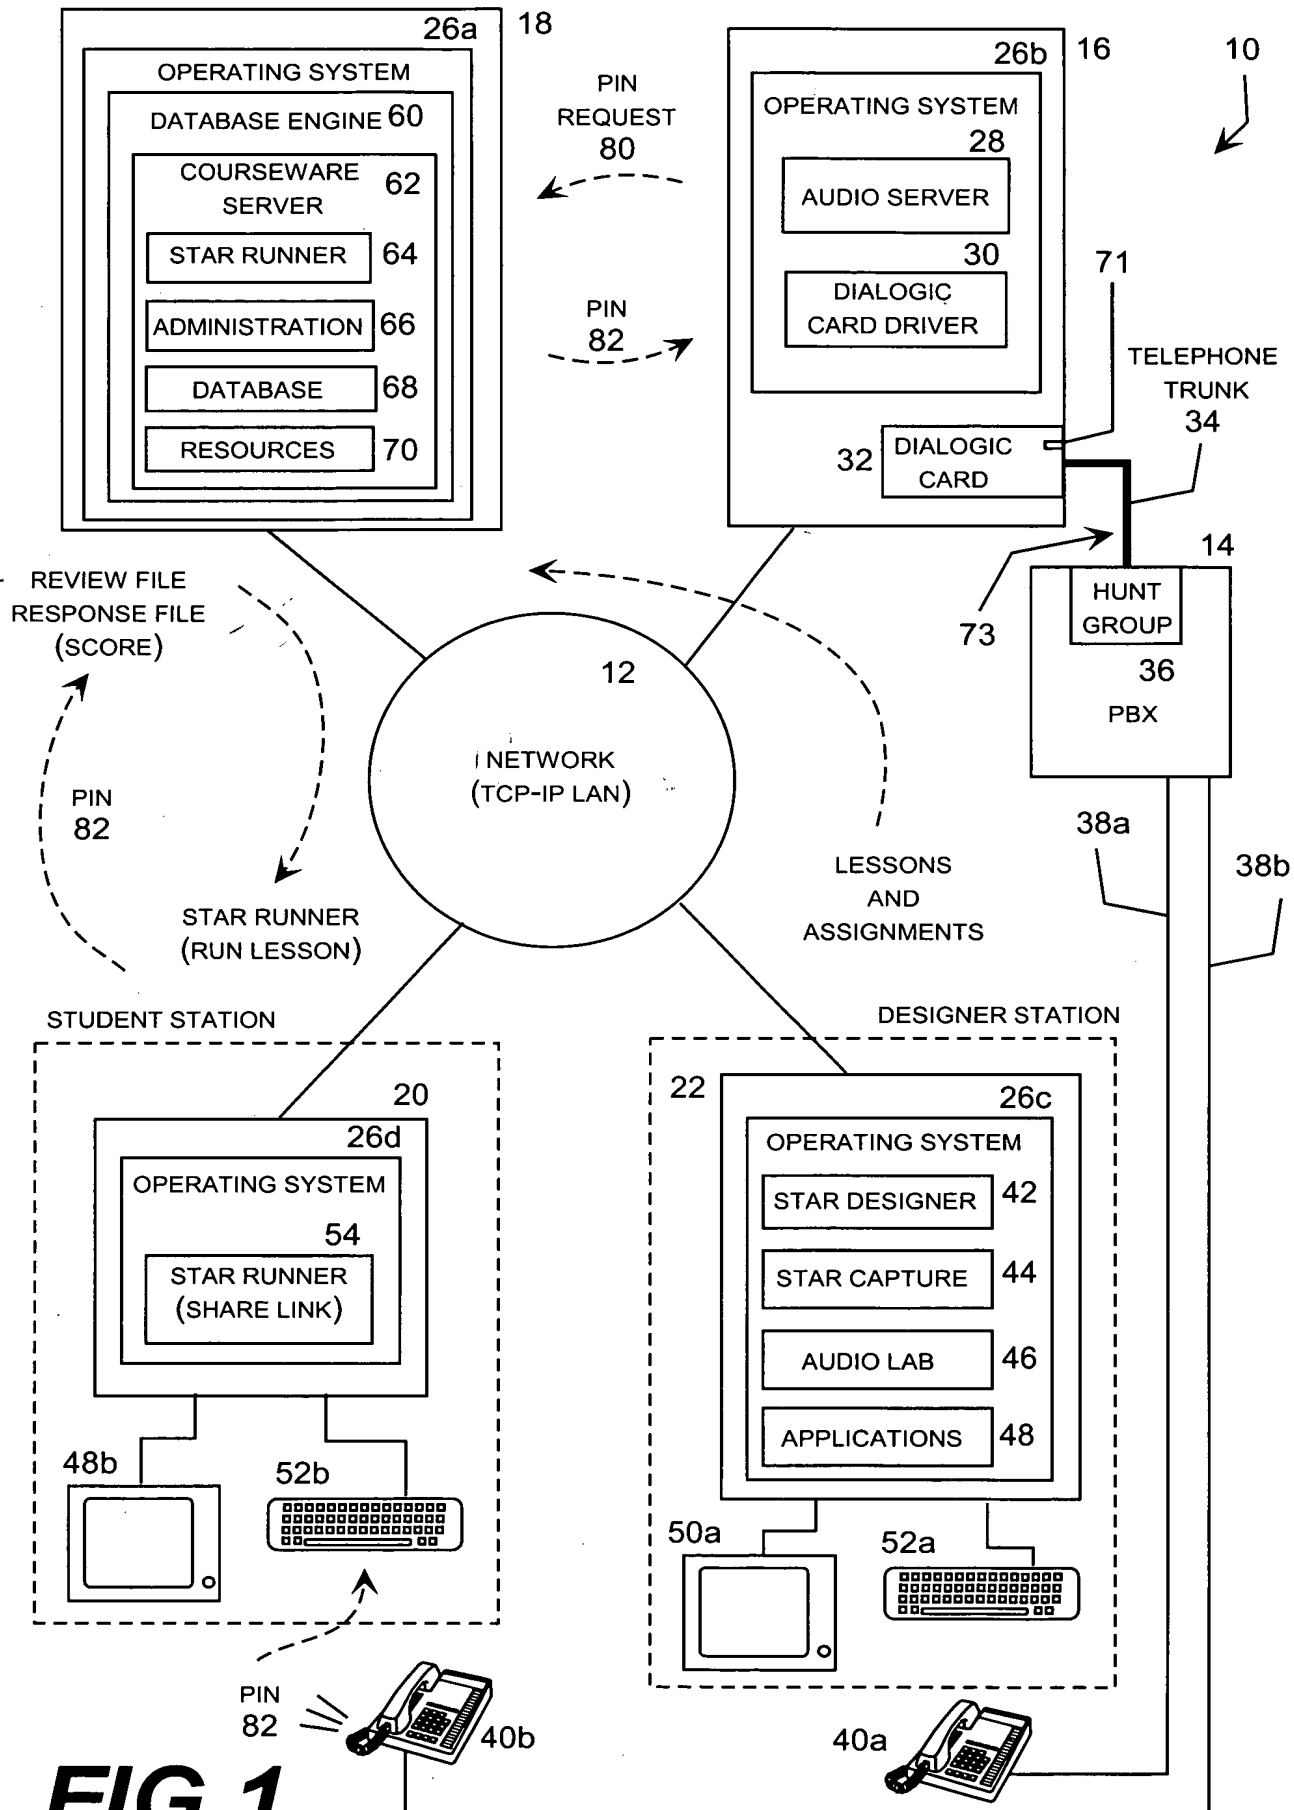 26a
18
OPERATING SYSTEM
DATABASE ENGINE 60
COURSEWARE
SERVER
62
STAR RUNNER
64
ADMINISTRATION
66
DATABASE
68
RESOURCES
70
PIN
REQUEST
80
PIN
82
26b
16
OPERATING SYSTEM
28
AUDIO SERVER
30
DIALOGIC
CARD DRIVER
32
DIALOGIC
CARD
10
71
TELEPHONE
TRUNK
34
73
14
HUNT
GROUP
36
PBX
REVIEW FILE
RESPONSE FILE
(SCORE)
12
NETWORK
(TCP-IP LAN)
PIN
82
STAR RUNNER
(RUN LESSON)
LESSONS
AND
ASSIGNMENTS
38a
38b
STUDENT STATION
20
26d
OPERATING SYSTEM
54
STAR RUNNER
(SHARE LINK)
48b
52b
DESIGNER STATION
22
26c
OPERATING SYSTEM
STAR DESIGNER
42
STAR CAPTURE
44
AUDIO LAB
46
APPLICATIONS
48
50a
52a
PIN
82
40b
40a
FIG 1